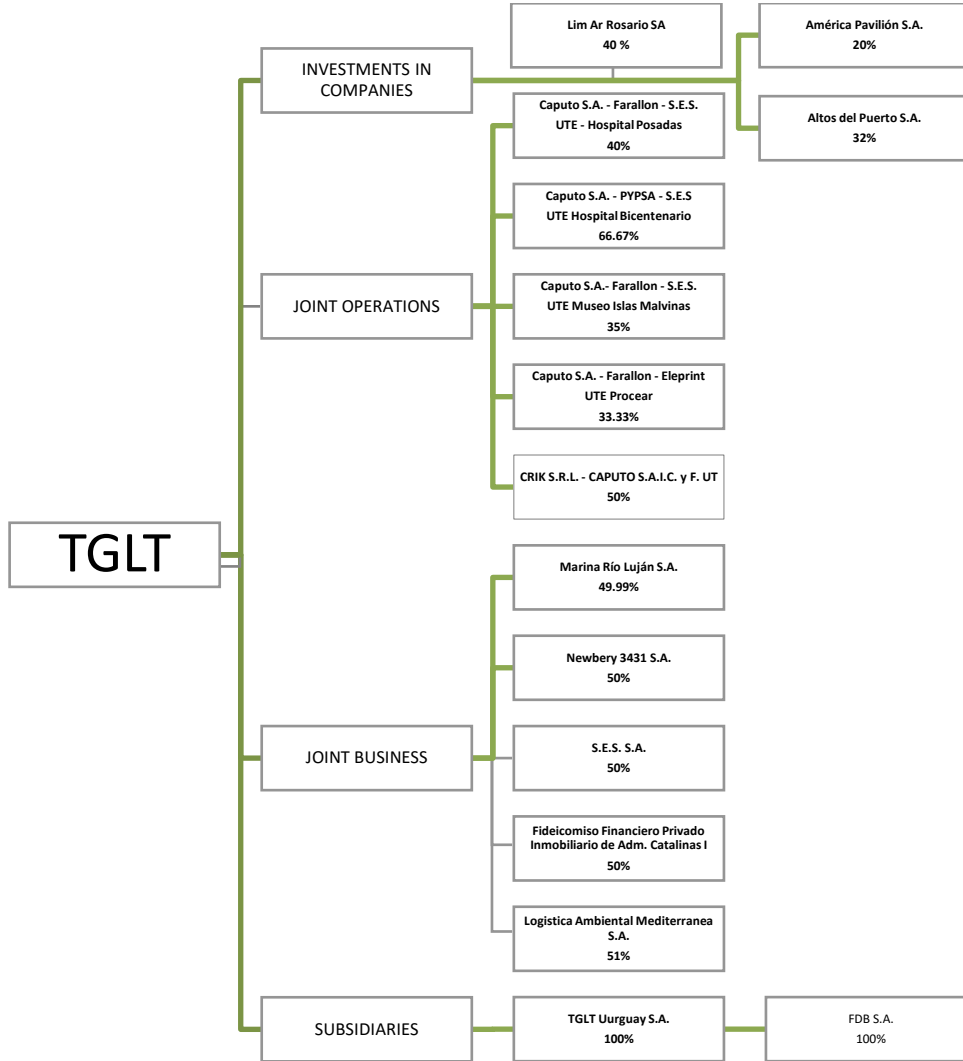 Lim Ar Rosario SA
40 %
América Pavilión S.A.
20%
INVESTMENTS IN
COMPANIES
Altos del Puerto S.A.
32%
Caputo S.A. - Farallon - S.E.S.
UTE - Hospital Posadas
40%
Caputo S.A. - PYPSA - S.E.S
UTE Hospital Bicentenario
66.67%
JOINT OPERATIONS
Caputo S.A.- Farallon - S.E.S.
UTE Museo Islas Malvinas
35%
Caputo S.A. - Farallon - Eleprint
UTE Procear
33.33%
CRIK S.R.L. - CAPUTO S.A.I.C. y F. UT
50%
TGLT
Marina Río Luján S.A.
49.99%
Newbery 3431 S.A.
50%
JOINT BUSINESS
S.E.S. S.A.
50%
Fideicomiso Financiero Privado
Inmobiliario de Adm. Catalinas I
50%
Logistica Ambiental Mediterranea
S.A.
51%
SUBSIDIARIES
TGLT Uurguay S.A.
100%
FDB S.A.
100%